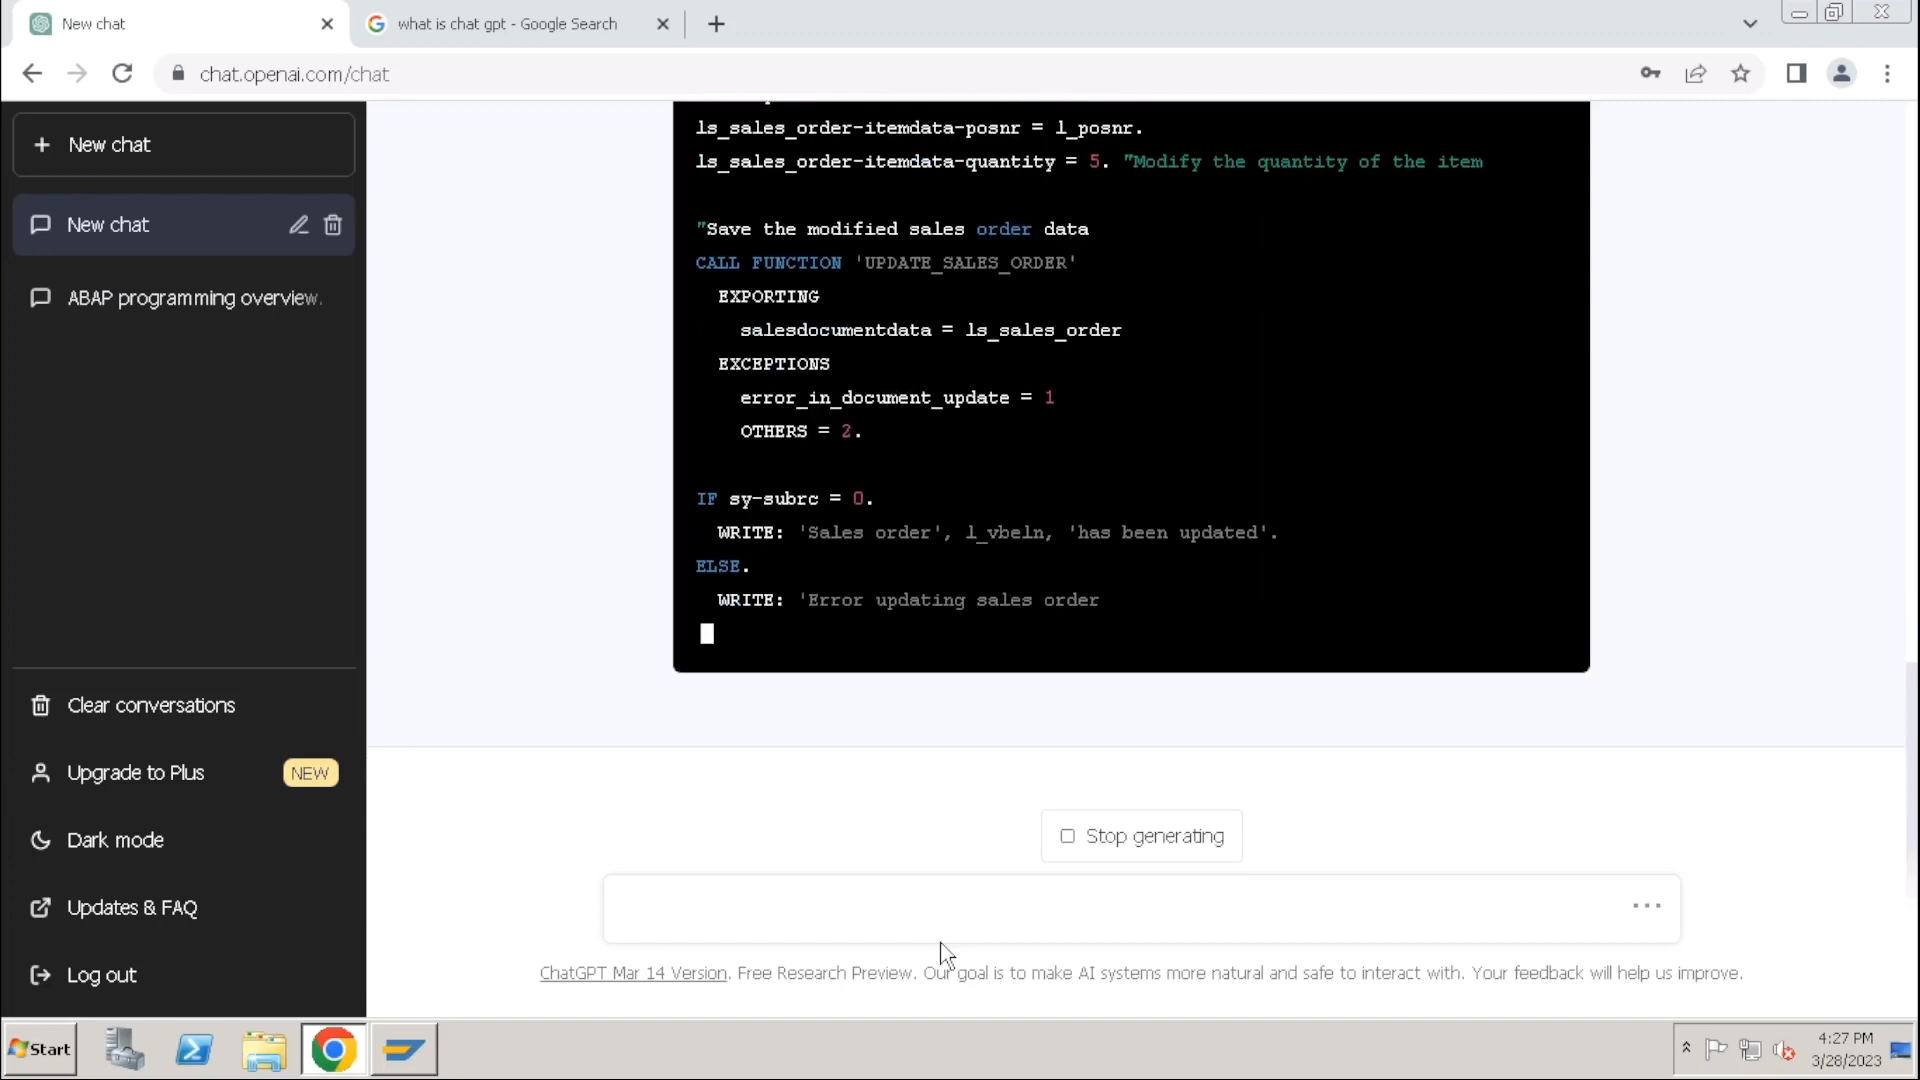 New chat
what is chat gpt - Google Search
chat.openai.com/chat
New chat
New chat
ABAP programming overview.
Clear conversations
Upgrade to Plus
NEW
Dark mode
Updates & FAQ
Log out
ls_sales_order-itemdata-posnr = l_posnr.
ls_sales_order-itemdata-quantity = 5. "Modify the quantity of the item
"Save the modified sales order data
CALL FUNCTION 'UPDATE_SALES_ORDER'
EXPORTING
salesdocumentdata = ls_sales_order
EXCEPTIONS
error_in_document_update = 1
OTHERS = 2.
IF sy-subrc = 0.
WRITE: 'Sales order', l_vbeln, 'has been updated'.
ELSE.
WRITE: 'Error updating sales order
Stop generating
ChatGPT Mar 14 Version. Free Research Preview. Our goal is to make AI systems more natural and safe to interact with. Your feedback will help us improve.
Start
4:27 PM
3/28/2023